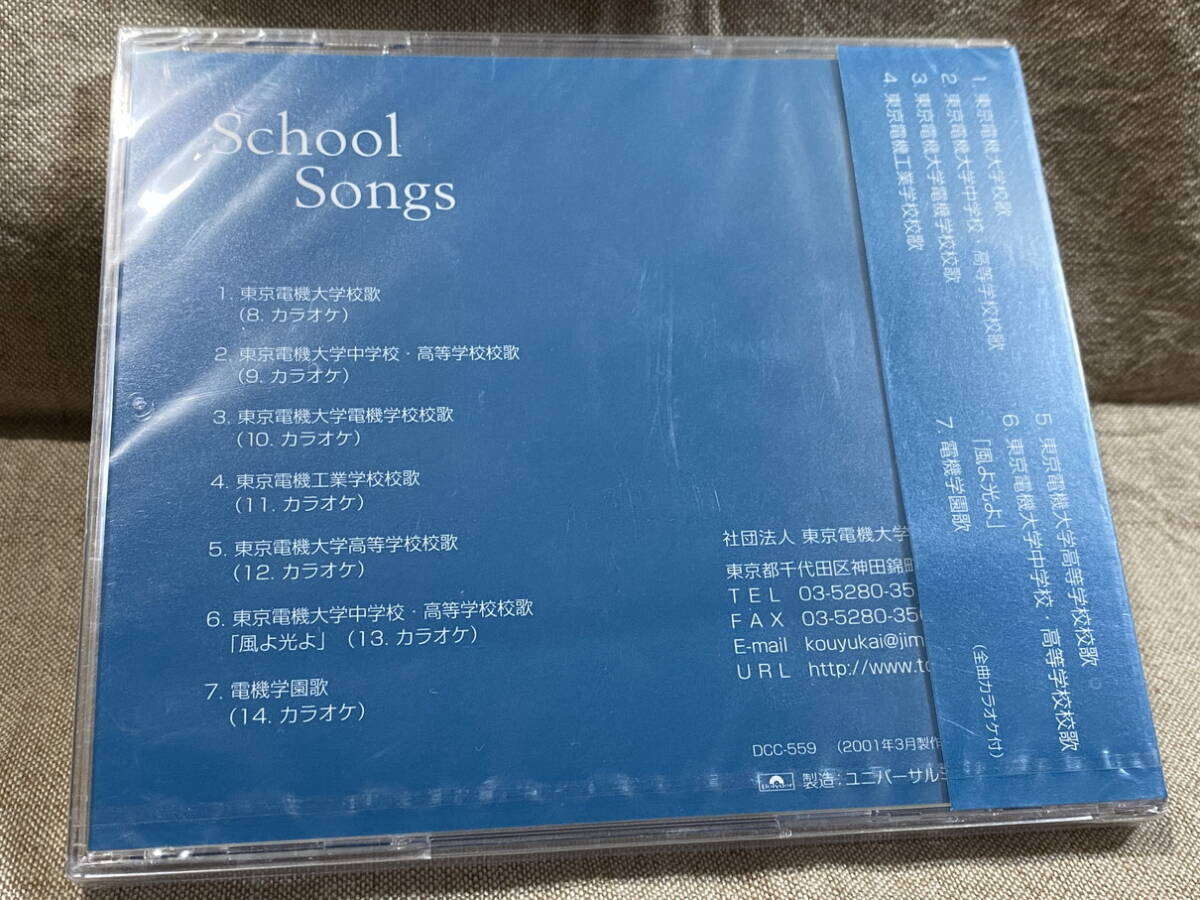 School
Songs
1. 東京電機大学校歌
(8. カラオケ)
2. 東京電機大学中学校・高等学校校歌
(9. カラオケ)
3. 東京電機大学電機学校校歌
(10. カラオケ)
4. 東京電機工業学校校歌
(11. カラオケ)
5. 東京電機大学高等学校校歌
(12. カラオケ)
6. 東京電機大学中学校・高等学校校歌
「風よ光よ」 (13. カラオケ)
7. 電機学園歌
(14. カラオケ)
社団法人 東京電機大学
東京都千代田区神田錦町
TEL 03-5280-35
FAX 03-5280-35
E-mail kouyukai@jim
URL http://www.t
DCC-559 (2001年3月製作
Polydor 製造;ユニバーサル
1. 東京電機大学校歌
2. 東京電機大学中学校・高等学校校歌
3. 東京電機大学電機学校校歌
4. 東京電機工業学校校歌
5. 東京電機大学高等学校校歌
6. 東京電機大学中学校・高等学校校歌
「風よ光よ」
7. 電機学園歌
(全曲カラオケ付)